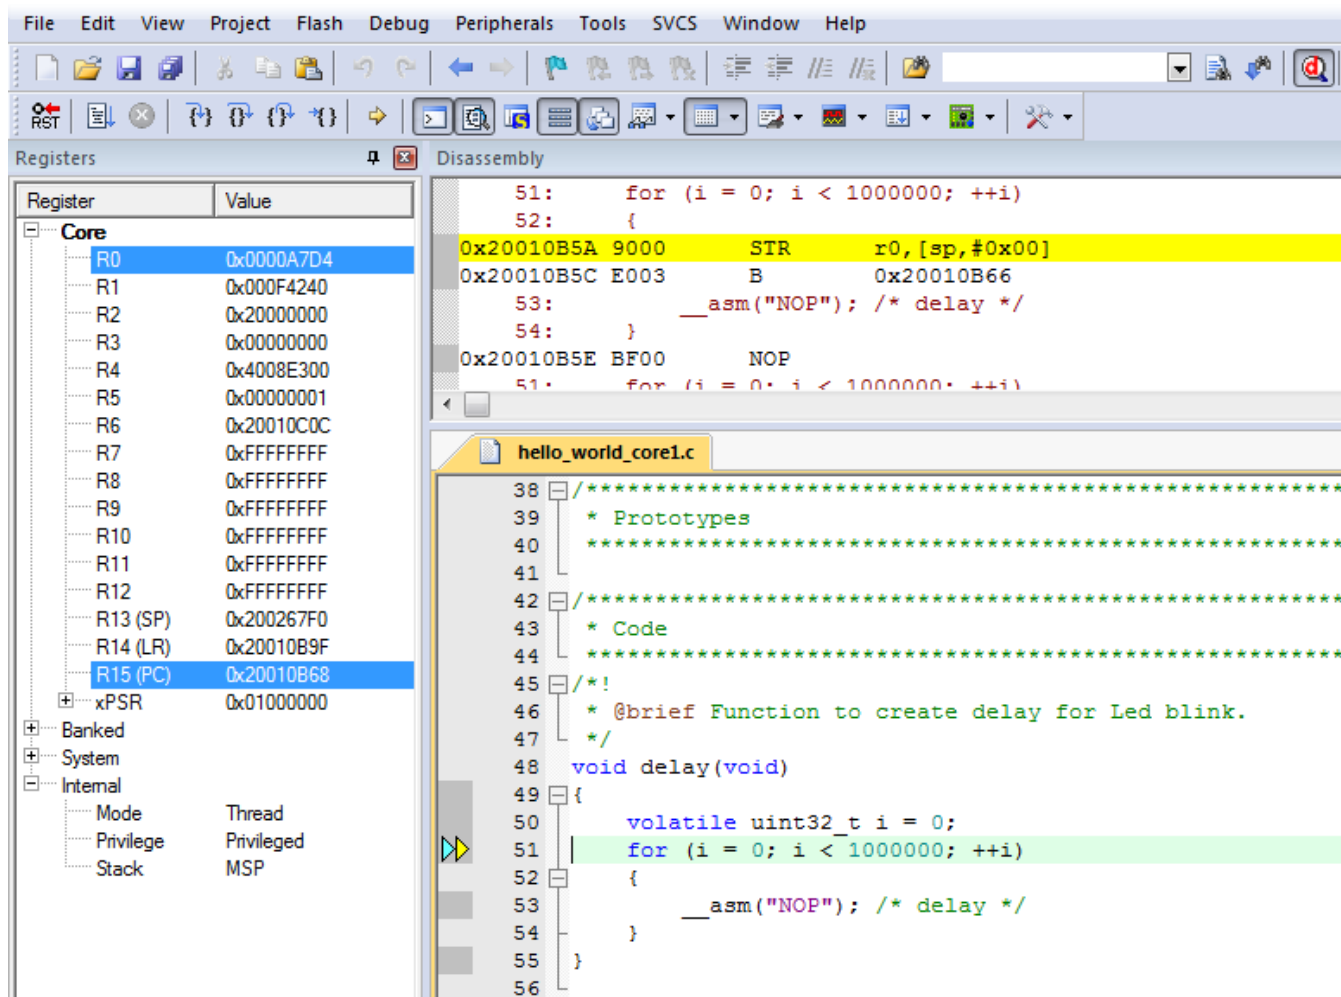 File Edit View Project Flash Debug Peripherals Tools SVCS Window Help
RST
Registers
Register Value
Core
R0 0x0000A7D4
R1 0x000F4240
R2 0x20000000
R3 0x00000000
R4 0x4008E300
R5 0x00000001
R6 0x20010C0C
R7 0xFFFFFFFF
R8 0xFFFFFFFF
R9 0xFFFFFFFF
R10 0xFFFFFFFF
R11 0xFFFFFFFF
R12 0xFFFFFFFF
R13 (SP) 0x200267F0
R14 (LR) 0x20010B9F
R15 (PC) 0x20010B68
xPSR 0x01000000
Banked
System
Internal
Mode Thread
Privilege Privileged
Stack MSP
Disassembly
51: for (i = 0; i < 1000000; ++i)
52: {
0x20010B5A 9000 STR r0,[sp,#0x00]
0x20010B5C E003 B 0x20010B66
53: __asm("NOP"); /* delay */
54: }
0x20010B5E BF00 NOP
51: for (i = 0; i < 1000000; ++i)
hello_world_core1.c
38 /*******************************************************
39 * Prototypes
40 *******************************************************
41
42 /*******************************************************
43 * Code
44 *******************************************************
45 /*!
46 * @brief Function to create delay for Led blink.
47 */
48 void delay(void)
49 {
50 volatile uint32_t i = 0;
51 for (i = 0; i < 1000000; ++i)
52 {
53 __asm("NOP"); /* delay */
54 }
55 }
56